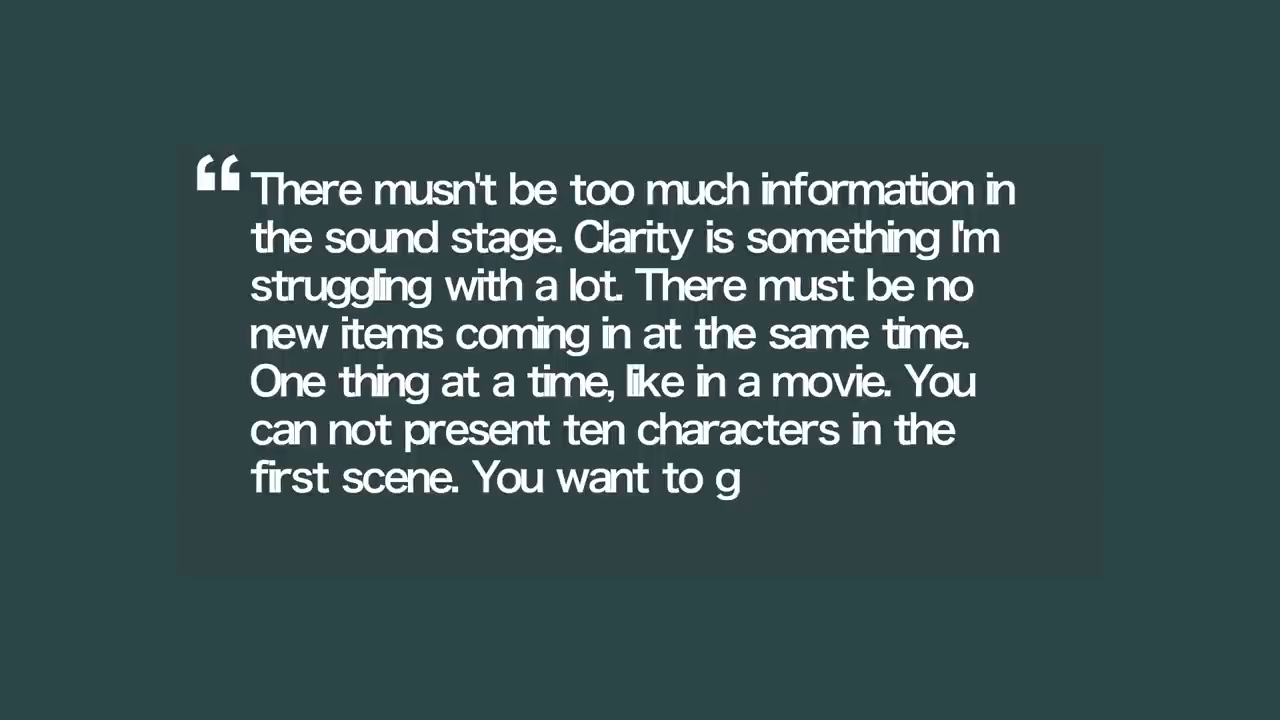 “There musn't be too much information in
the sound stage. Clarity is something I'm
struggling with a lot. There must be no
new items coming in at the same time.
One thing at a time, like in a movie. You
can not present ten characters in the
first scene. You want to g